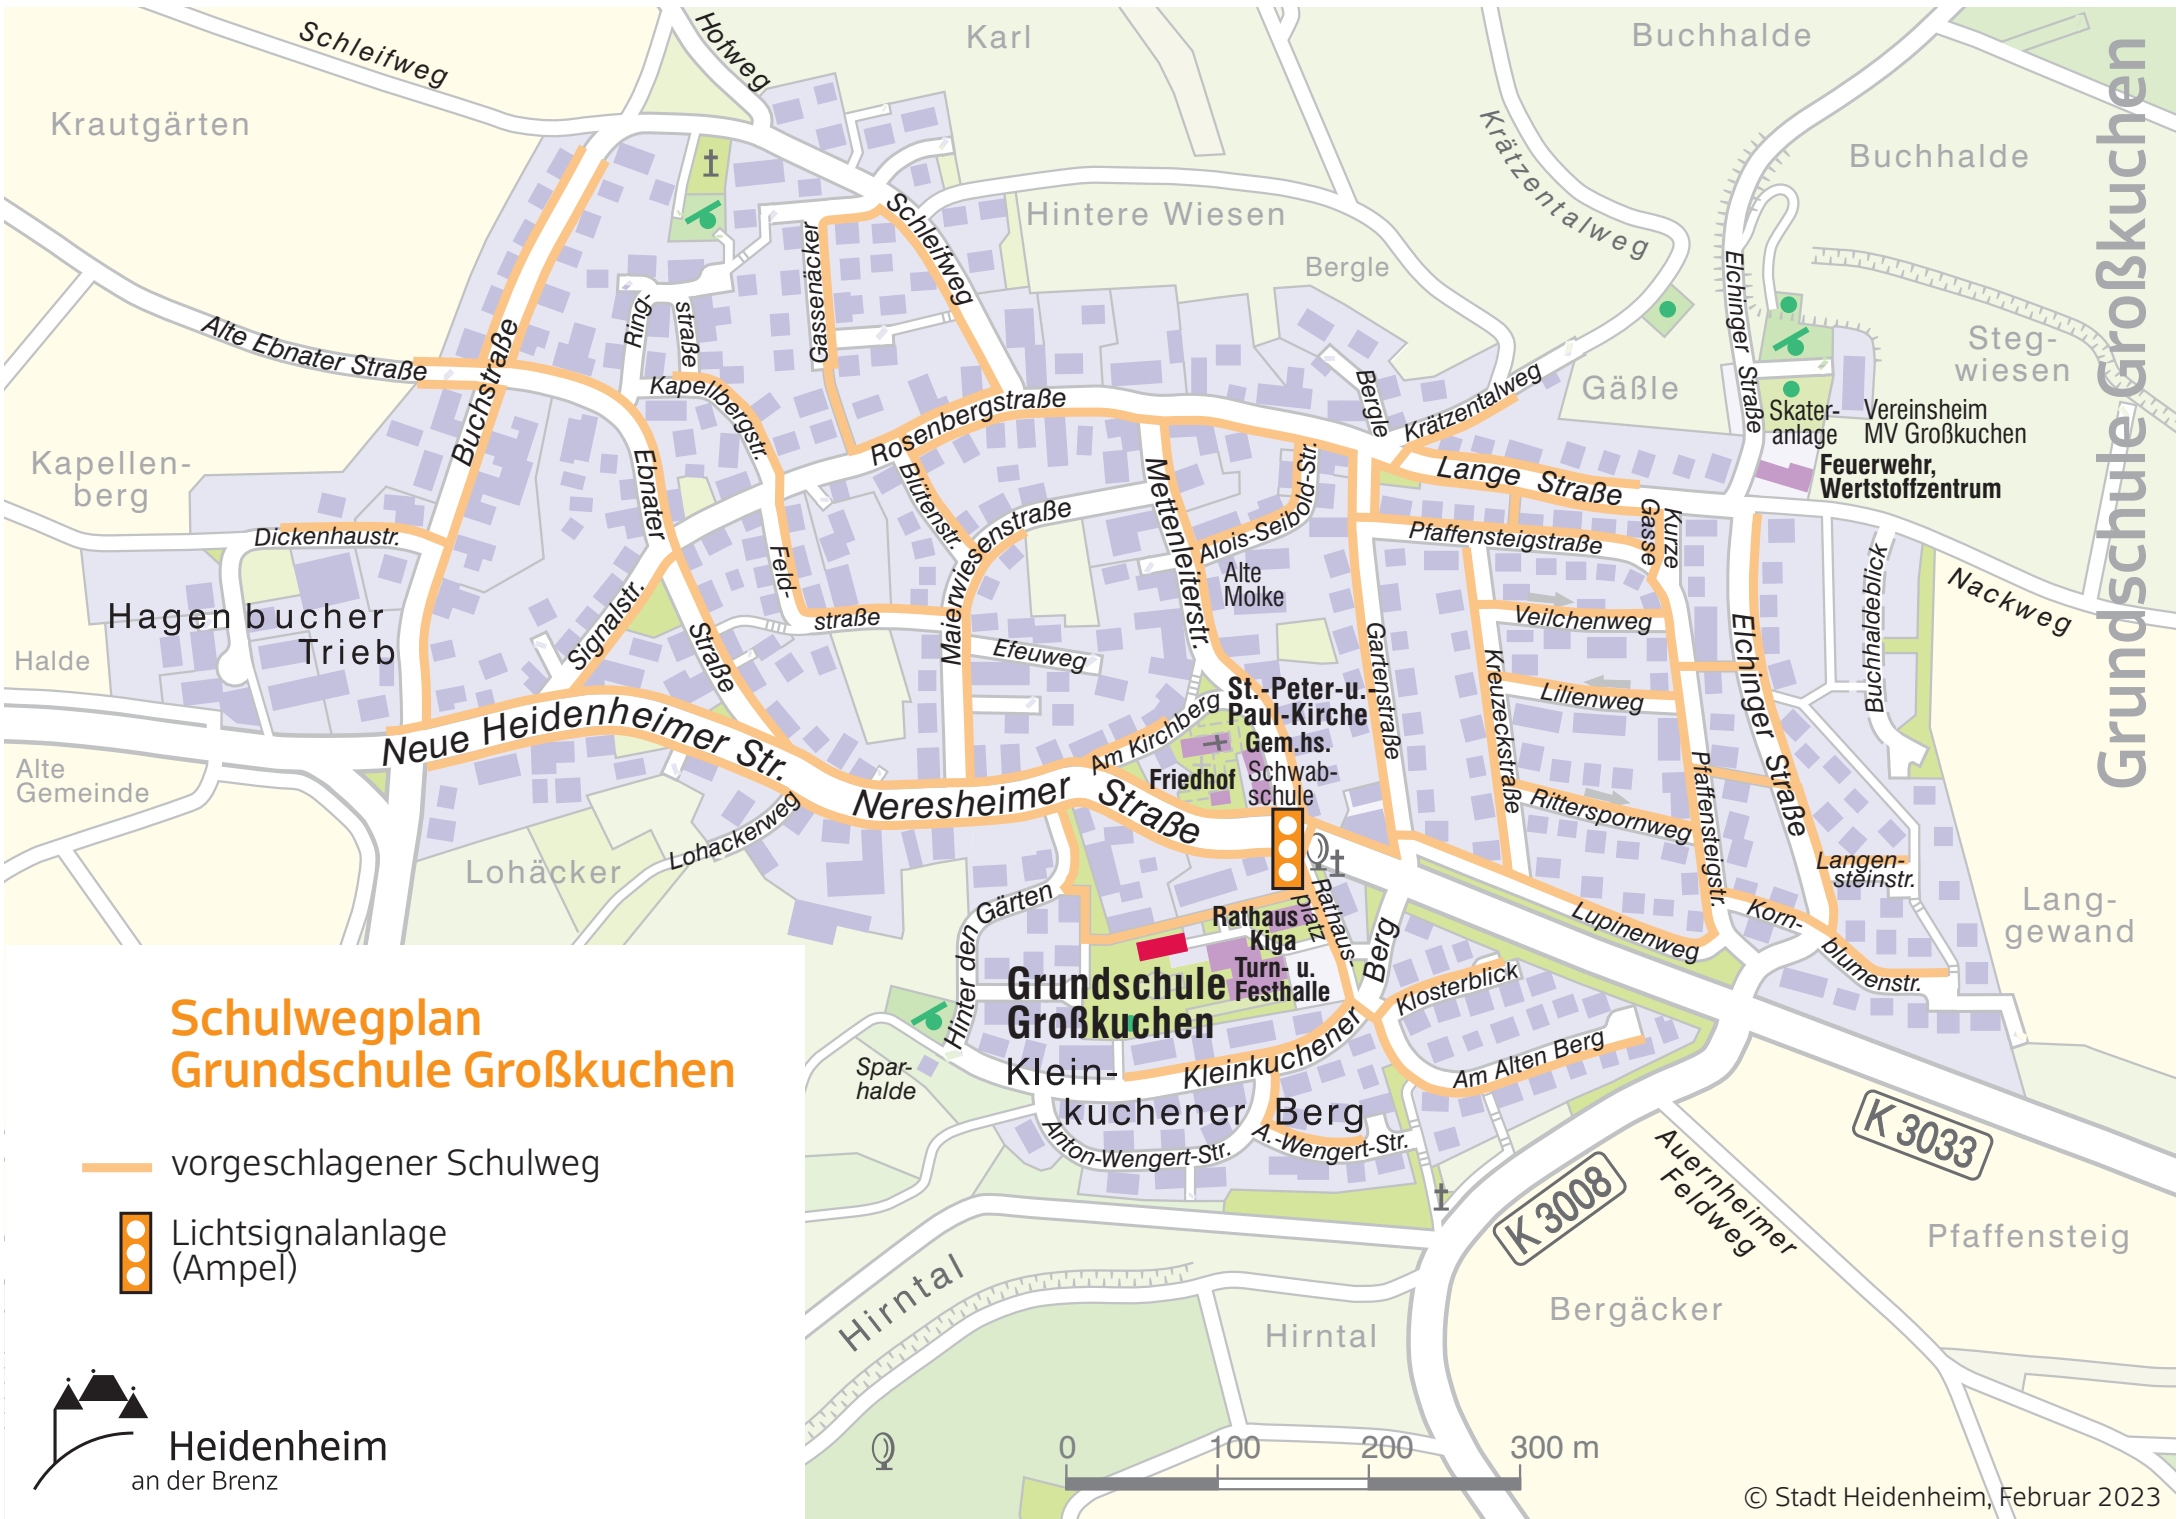 Schleifweg
Hofweg
Karl
Buchhalde
Krautgärten
Krätzentalweg
Buchhalde
Hintere Wiesen
Schleifweg
Bergle
Gassenäcker
Elchinger Straße
Ring-
straße
Alte Ebnater Straße
Buchstraße
Kapellbergstr.
Steg-
wiesen
Gäßle
Bergle
Krätzentalweg
Rosenbergstraße
Skater-
anlage
Vereinsheim
MV Großkuchen
Feuerwehr,
Wertstoffzentrum
Kapellen-
berg
Ebnater
Straße
Blütenstr.
Mettenleiterstr.
Alois-Seibold-Str.
Lange Straße
Kurze
Gasse
Pfaffensteigstraße
Maierwiesenstraße
Dickenhaustr.
Feld-
straße
Alte
Molke
Nackweg
Buchhaldeblick
Hagenbucher
Trieb
Signalstr.
Efeuweg
Gartenstraße
Veilchenweg
Elchinger Straße
Halde
Kreuzeckstraße
Lilienweg
St.-Peter-u.-
Paul-Kirche
Gem.hs.
Schwab-
schule
Friedhof
Am Kirchberg
Neue Heidenheimer Str.
Neresheimer Straße
Alte
Gemeinde
Pfaffensteigstr.
Ritterspornweg
Lohackerweg
Lohäcker
Langen-
steinstr.
Lang-
gewand
Hinter den Gärten
Rathaus-
platz
Rathaus
Kiga
Turn- u.
Festhalle
Berg
Lupinenweg
Korn-
blumenstr.
Klosterblick
Grundschule
Großkuchen
Kleinkuchener
Am Alten Berg
Spar-
halde
Klein-
kuchener Berg
Anton-Wengert-Str.
A.-Wengert-Str.
K 3033
K 3008
Auernheimer
Feldweg
Pfaffensteig
Hirntal
Hirntal
Bergäcker
Grundschule Großkuchen
Schulwegplan
Grundschule Großkuchen
vorgeschlagener Schulweg
Lichtsignalanlage
(Ampel)
Heidenheim
an der Brenz
0 100 200 300 m
© Stadt Heidenheim, Februar 2023